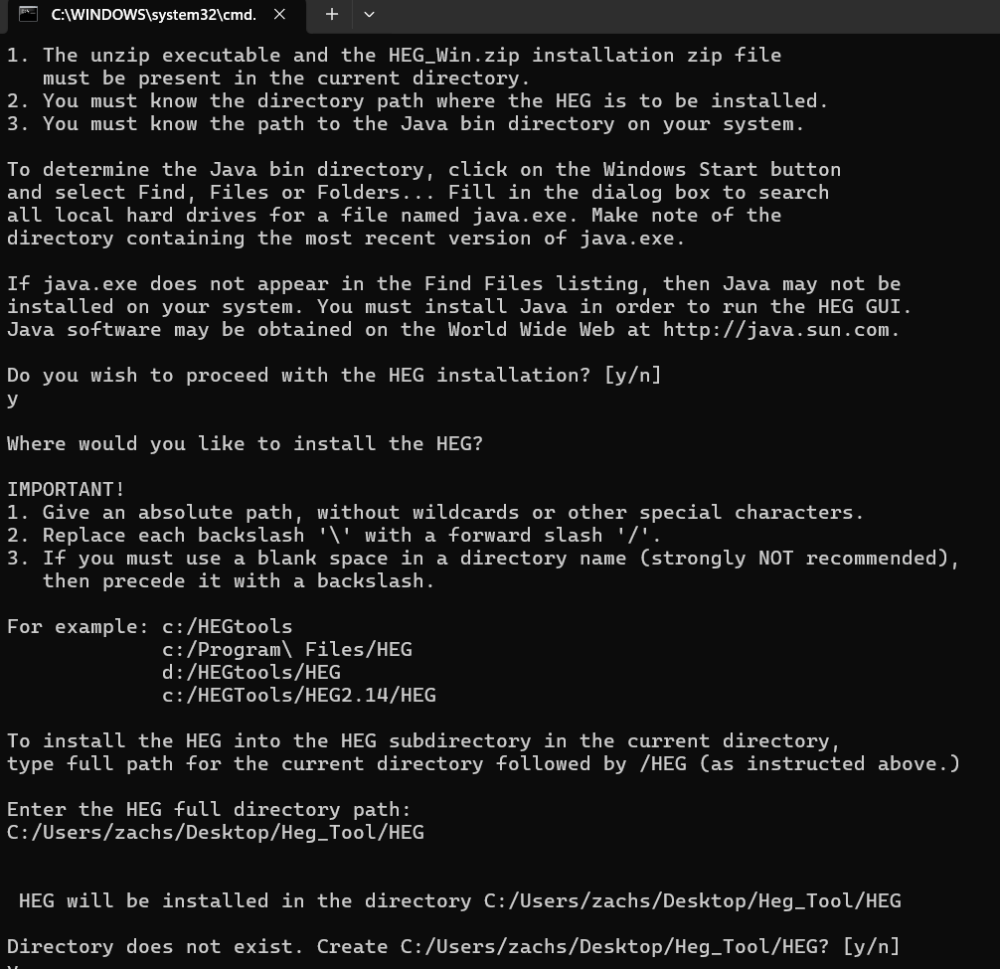 C:\WINDOWS\system32\cmd.
1. The unzip executable and the HEG_Win.zip installation zip file
must be present in the current directory.
2. You must know the directory path where the HEG is to be installed.
3. You must know the path to the Java bin directory on your system.
To determine the Java bin directory, click on the Windows Start button
and select Find, Files or Folders... Fill in the dialog box to search
all local hard drives for a file named java.exe. Make note of the
directory containing the most recent version of java.exe.
If java.exe does not appear in the Find Files listing, then Java may not be
installed on your system. You must install Java in order to run the HEG GUI.
Java software may be obtained on the World Wide Web at http://java.sun.com.
Do you wish to proceed with the HEG installation? [y/n]
y
Where would you like to install the HEG?
IMPORTANT!
1. Give an absolute path, without wildcards or other special characters.
2. Replace each backslash '\' with a forward slash '/'.
3. If you must use a blank space in a directory name (strongly NOT recommended),
then precede it with a backslash.
For example: c:/HEGtools
c:/Program\ Files/HEG
d:/HEGtools/HEG
c:/HEGTools/HEG2.14/HEG
To install the HEG into the HEG subdirectory in the current directory,
type full path for the current directory followed by /HEG (as instructed above.)
Enter the HEG full directory path:
C:/Users/zachs/Desktop/Heg_Tool/HEG
HEG will be installed in the directory C:/Users/zachs/Desktop/Heg_Tool/HEG
Directory does not exist. Create C:/Users/zachs/Desktop/Heg_Tool/HEG? [y/n]